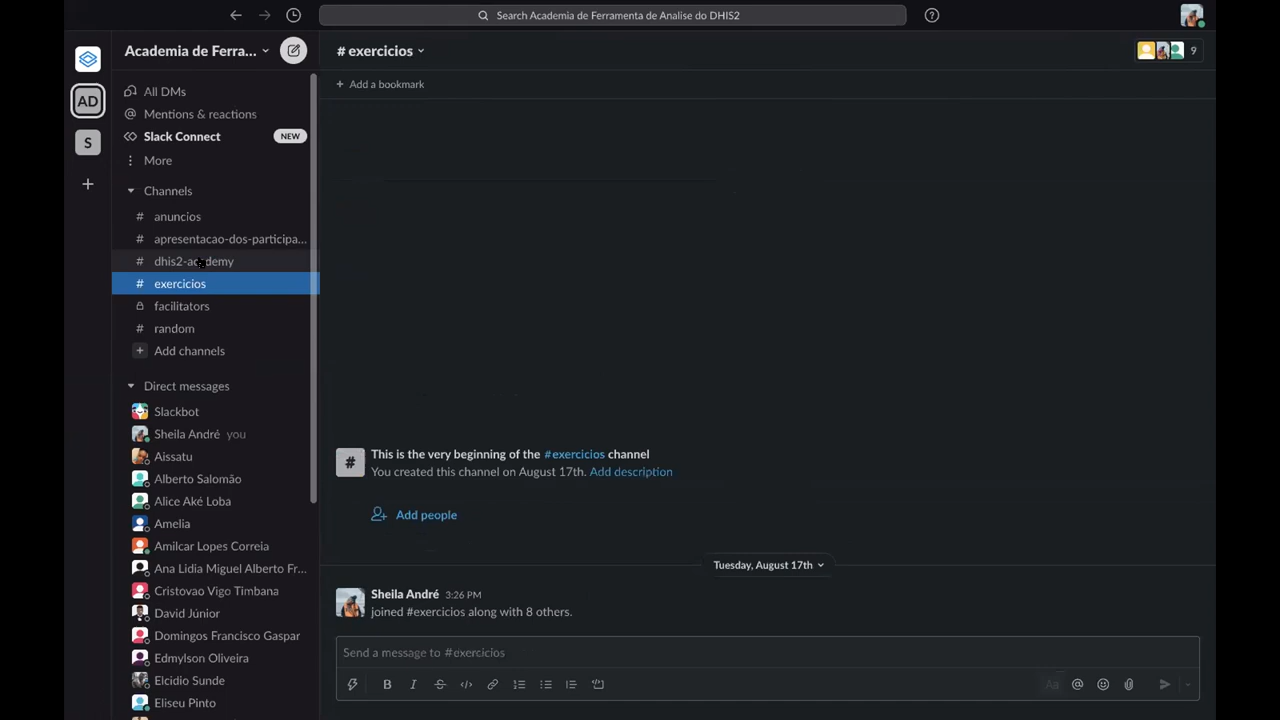 Search Academia de Ferramenta de Analise do DHIS2
AD
S
Academia de Ferra...
All DMs
Mentions & reactions
Slack Connect NEW
More
Channels
# anuncios
# apresentacao-dos-participa...
# dhis2-academy
# exercicios
facilitators
# random
+ Add channels
Direct messages
Slackbot
Sheila André you
Aissatu
Alberto Salomão
Alice Aké Loba
Amelia
Amilcar Lopes Correia
Ana Lidia Miguel Alberto Fr...
Cristovao Vigo Timbana
David Júnior
Domingos Francisco Gaspar
Edmylson Oliveira
Elcidio Sunde
Eliseu Pinto
# exercicios
9
+ Add a bookmark
# This is the very beginning of the #exercicios channel
You created this channel on August 17th. Add description
Add people
Tuesday, August 17th
Sheila André 3:26 PM
joined #exercicios along with 8 others.
Send a message to #exercicios
B I S Aa @